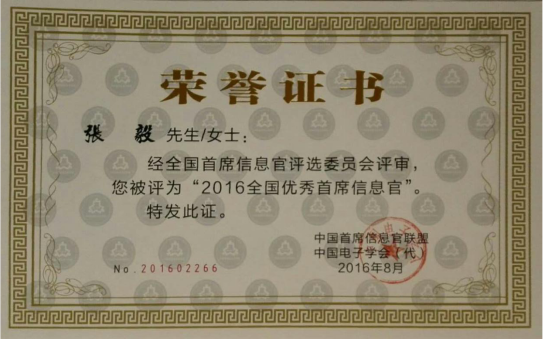 荣誉证书
張 毅 先生/女士：
经全国首席信息官评选委员会评审，
您被评为“2016全国优秀首席信息官”。
特发此证。
中国首席信息官联盟
中国电子学会（代）
2016年8月
No.201602266